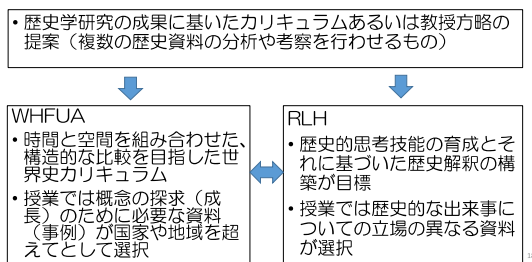 • 歴史学研究の成果に基いたカリキュラムあるいは教授方略の
提案（複数の歴史資料の分析や考察を行わせるもの）
WHFUA
• 時間と空間を組み合わせた、
構造的な比較を目指した世
界史カリキュラム
• 授業では概念の探求（成
長）のために必要な資料
（事例）が国家や地域を超
えてとして選択
RLH
• 歴史的思考技能の育成とそ
れに基づいた歴史解釈の構
築が目標
• 授業では歴史的な出来事に
ついての立場の異なる資料
が選択